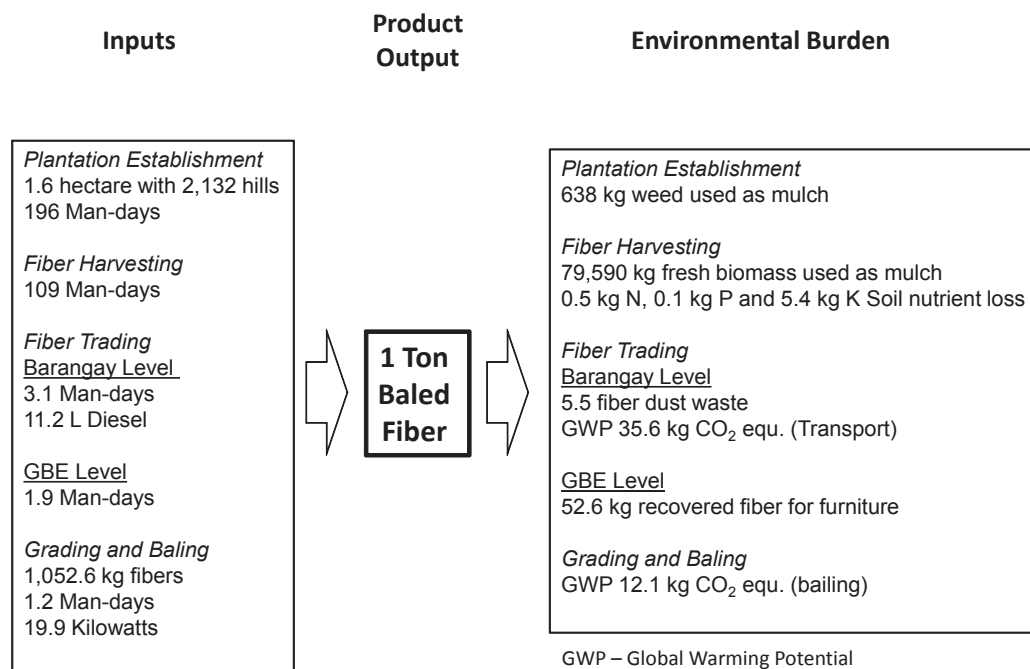 Inputs
Product
Output
Environmental Burden
Plantation Establishment
1.6 hectare with 2,132 hills
196 Man-days
Fiber Harvesting
109 Man-days
Fiber Trading
Barangay Level
3.1 Man-days
11.2 L Diesel
GBE Level
1.9 Man-days
Grading and Baling
1,052.6 kg fibers
1.2 Man-days
19.9 Kilowatts
1 Ton
Baled
Fiber
Plantation Establishment
638 kg weed used as mulch
Fiber Harvesting
79,590 kg fresh biomass used as mulch
0.5 kg N, 0.1 kg P and 5.4 kg K Soil nutrient loss
Fiber Trading
Barangay Level
5.5 fiber dust waste
GWP 35.6 kg CO₂ equ. (Transport)
GBE Level
52.6 kg recovered fiber for furniture
Grading and Baling
GWP 12.1 kg CO₂ equ. (bailing)
GWP – Global Warming Potential